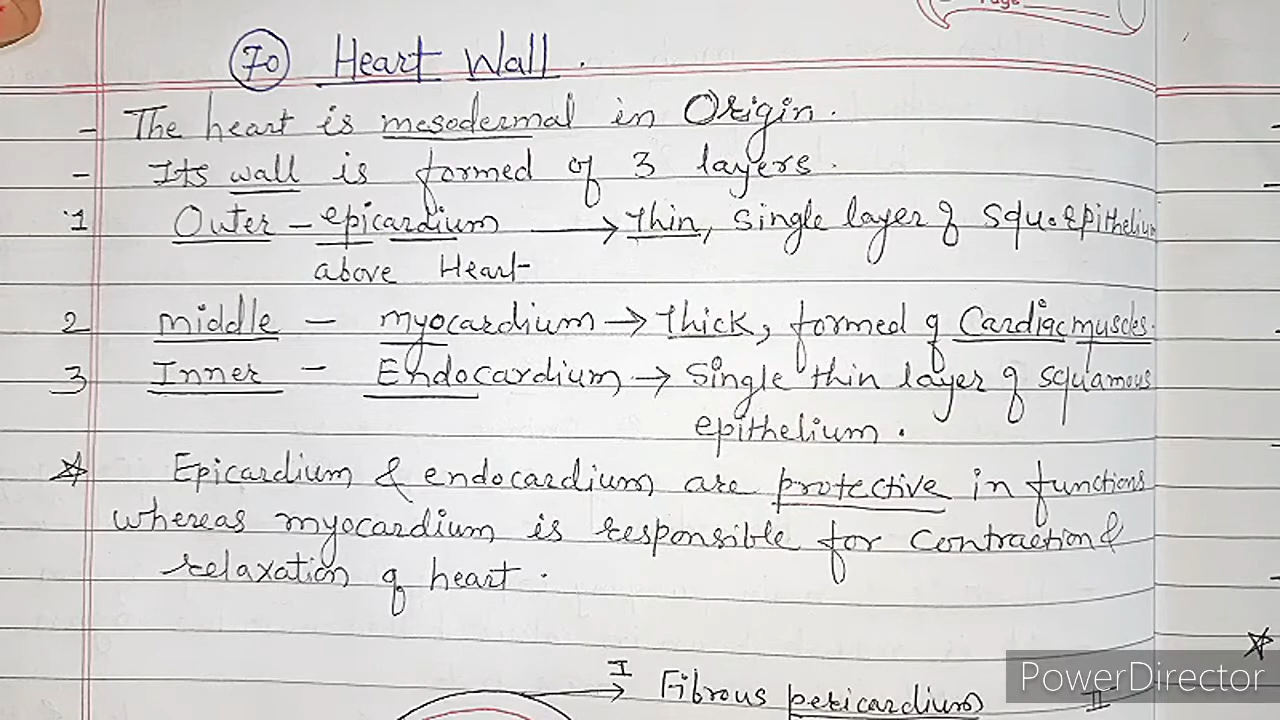 70 Heart Wall.
- The heart is mesodermal in Origin.
- Its wall is formed of 3 layers.
1 Outer - epicardium → thin, single layer of squ. Epithelium
above Heart
2 middle - myocardium → thick, formed of Cardiac muscles.
3 Inner - Endocardium → single thin layer of squamous
epithelium.
☆ Epicardium & endocardium are protective in functions
whereas myocardium is responsible for contraction &
relaxation of heart.
I → Fibrous pericardium II
PowerDirector